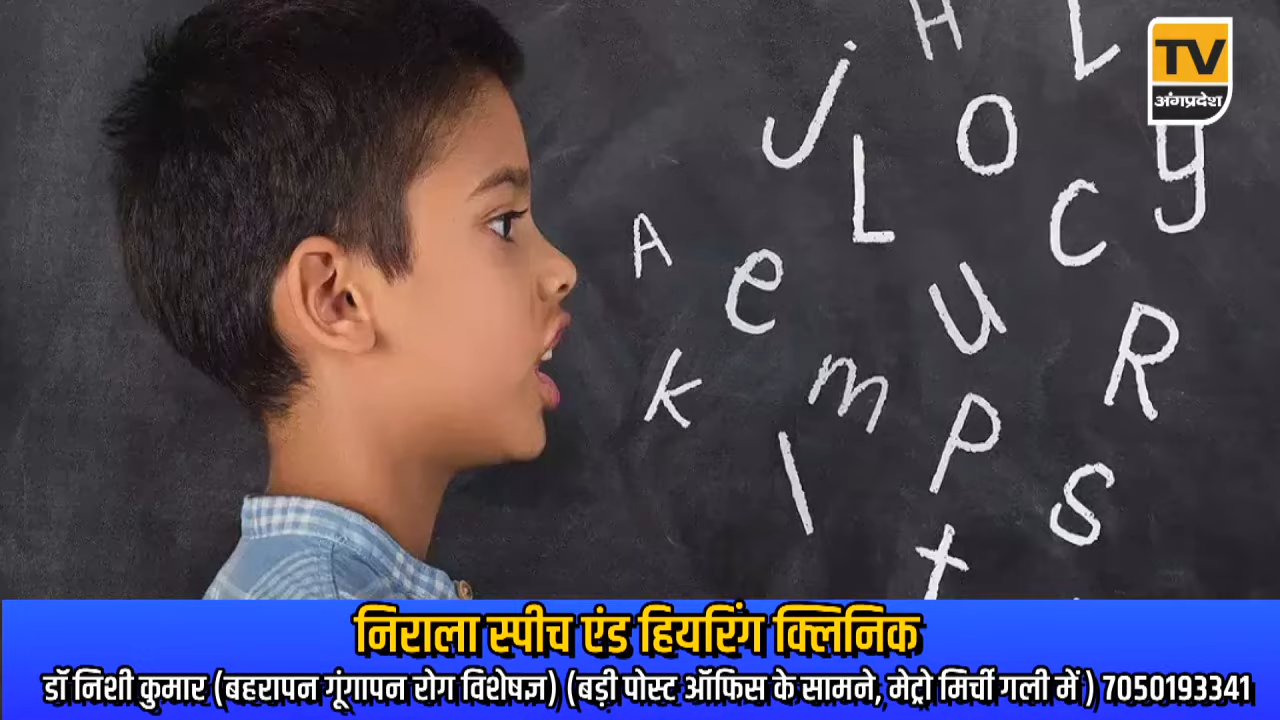 H L
TV
अंगप्रदेश
J L O y
A e C
u
k m R
l P S
t
निराला स्पीच एंड हियरिंग क्लिनिक
डॉ निशी कुमार (बहरापन गूंगापन रोग विशेषज्ञ) (बड़ी पोस्ट ऑफिस के सामने, मेट्रो मिर्ची गली में ) 7050193341